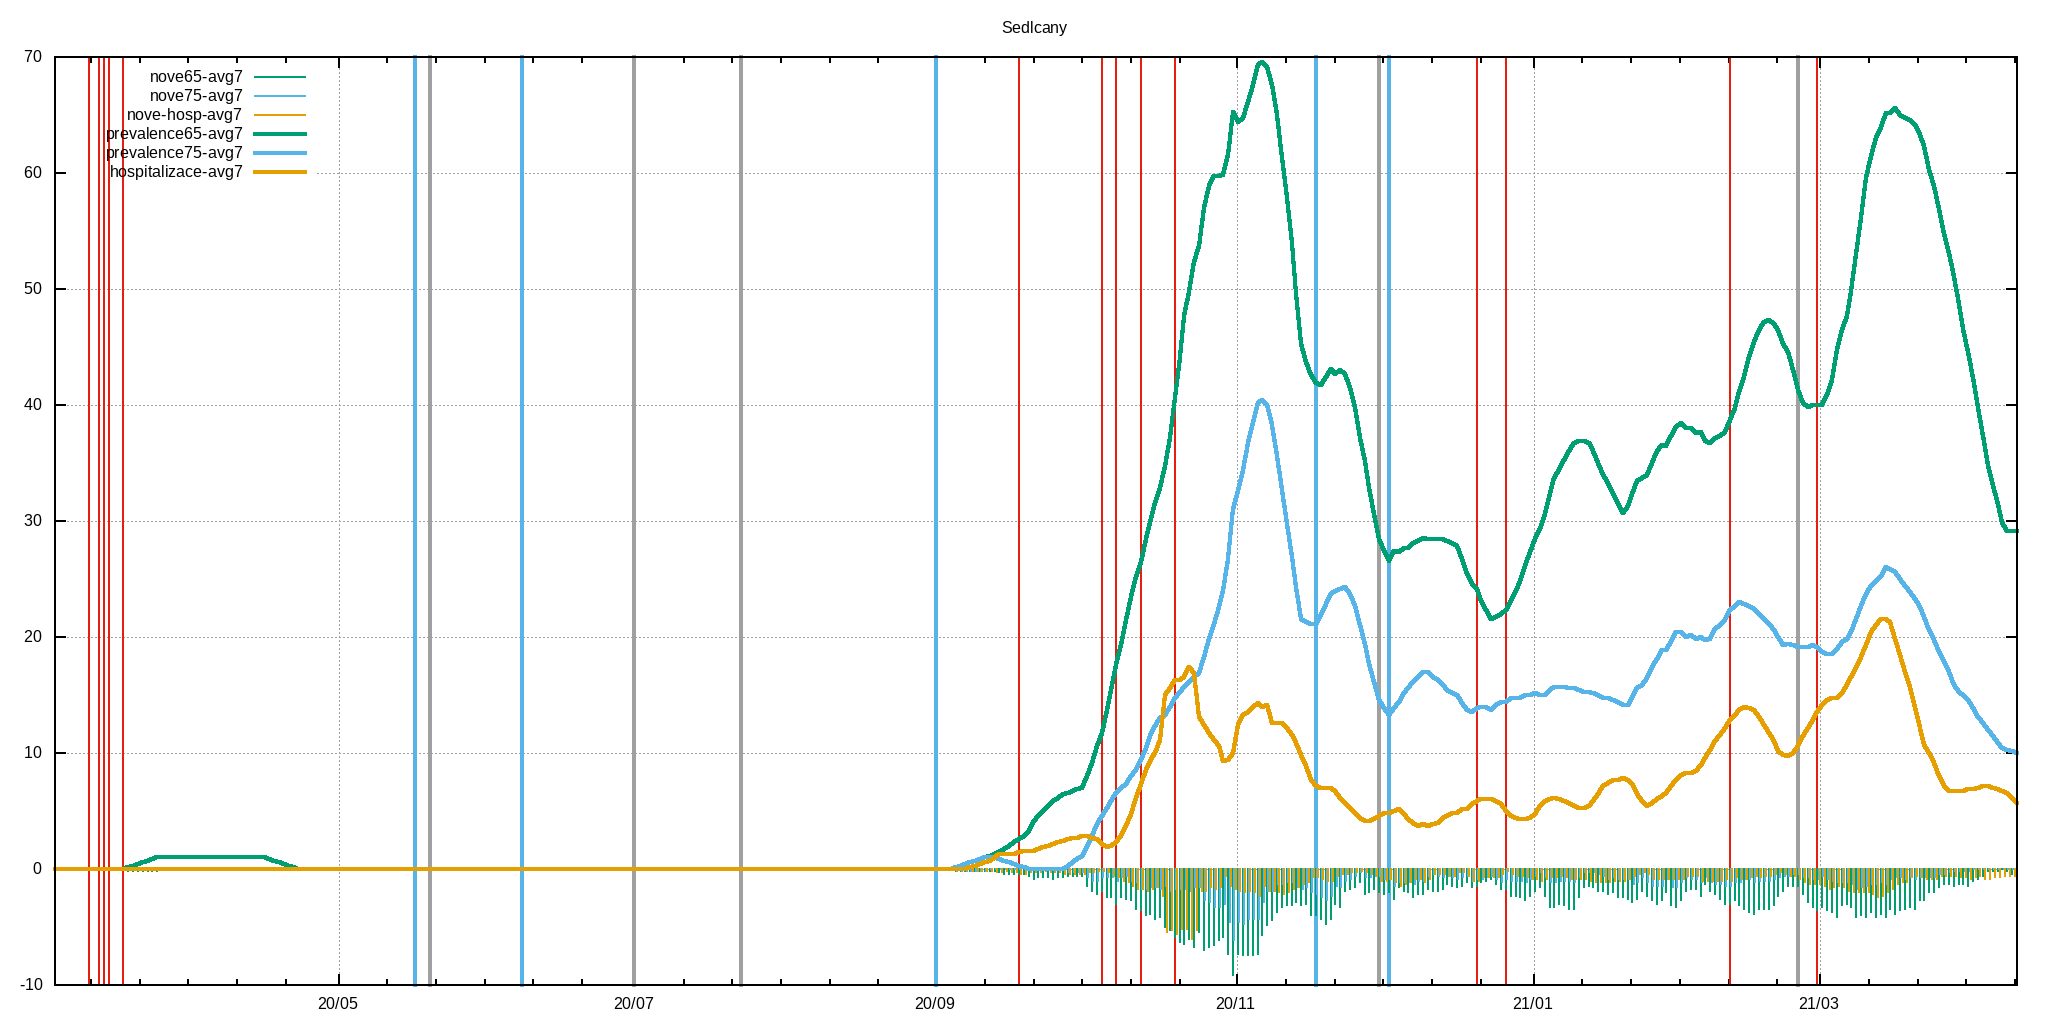 Sedlcany
70
nove65-avg7
nove75-avg7
nove-hosp-avg7
prevalence65-avg7
prevalence75-avg7
hospitalizace-avg7
60
50
40
30
20
10
0
-10
20/05 20/07 20/09 20/11 21/01 21/03